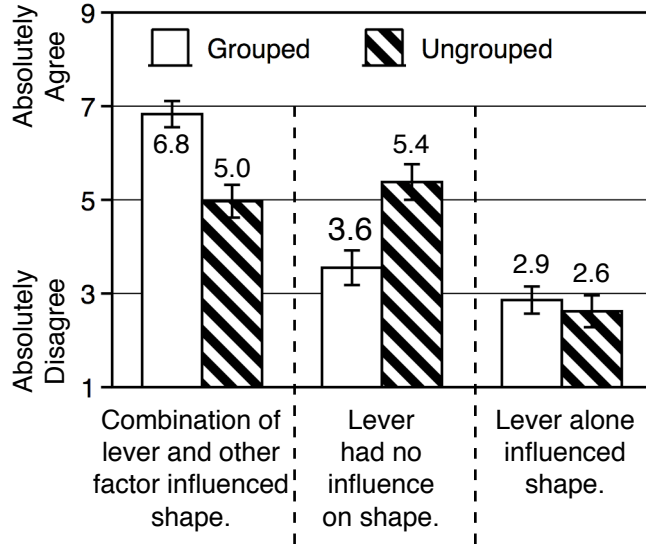 Absolutely
Agree
Absolutely
Disagree
9
7
5
3
1
Grouped
Ungrouped
6.8
5.0
3.6
5.4
2.9
2.6
Combination of
lever and other
factor influenced
shape.
Lever
had no
influence
on shape.
Lever alone
influenced
shape.